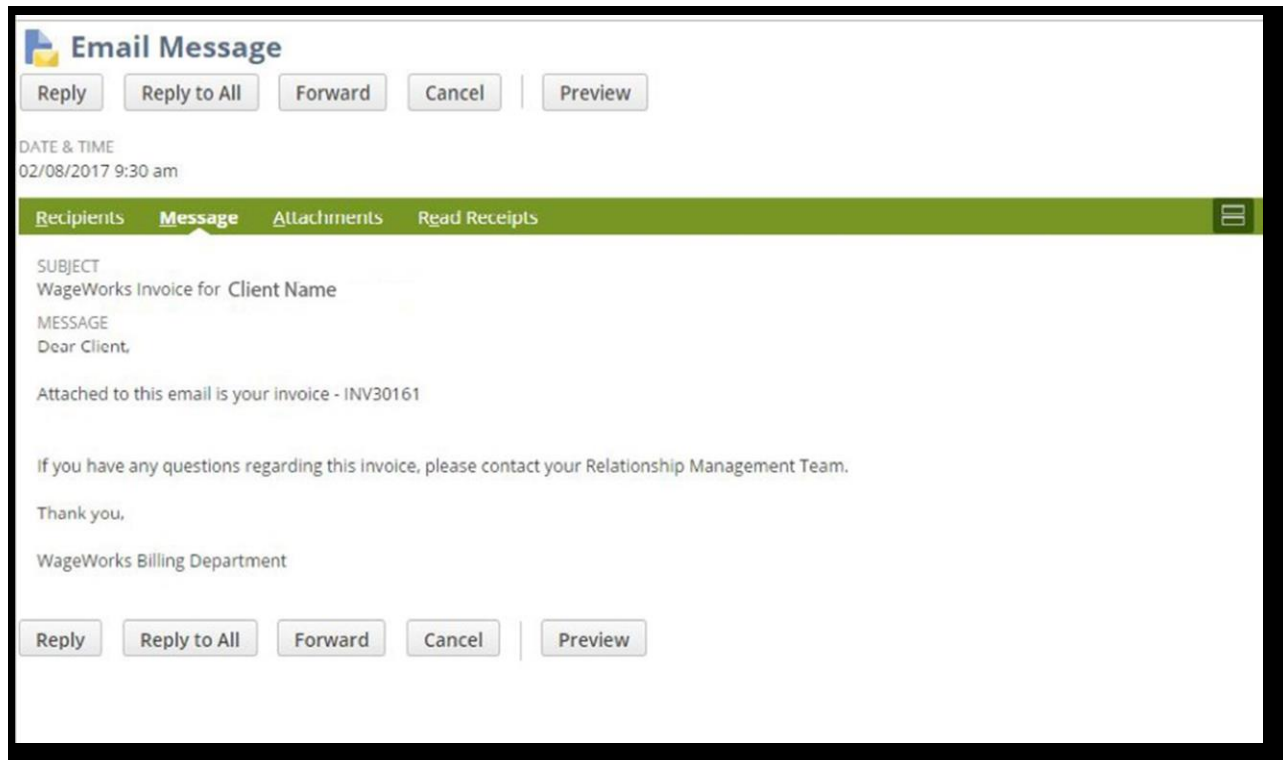 Email Message
Reply Reply to All Forward Cancel Preview
DATE & TIME
02/08/2017 9:30 am
Recipients Message Attachments Read Receipts
SUBJECT
WageWorks Invoice for Client Name
MESSAGE
Dear Client,
Attached to this email is your invoice - INV30161
If you have any questions regarding this invoice, please contact your Relationship Management Team.
Thank you,
WageWorks Billing Department
Reply Reply to All Forward Cancel Preview